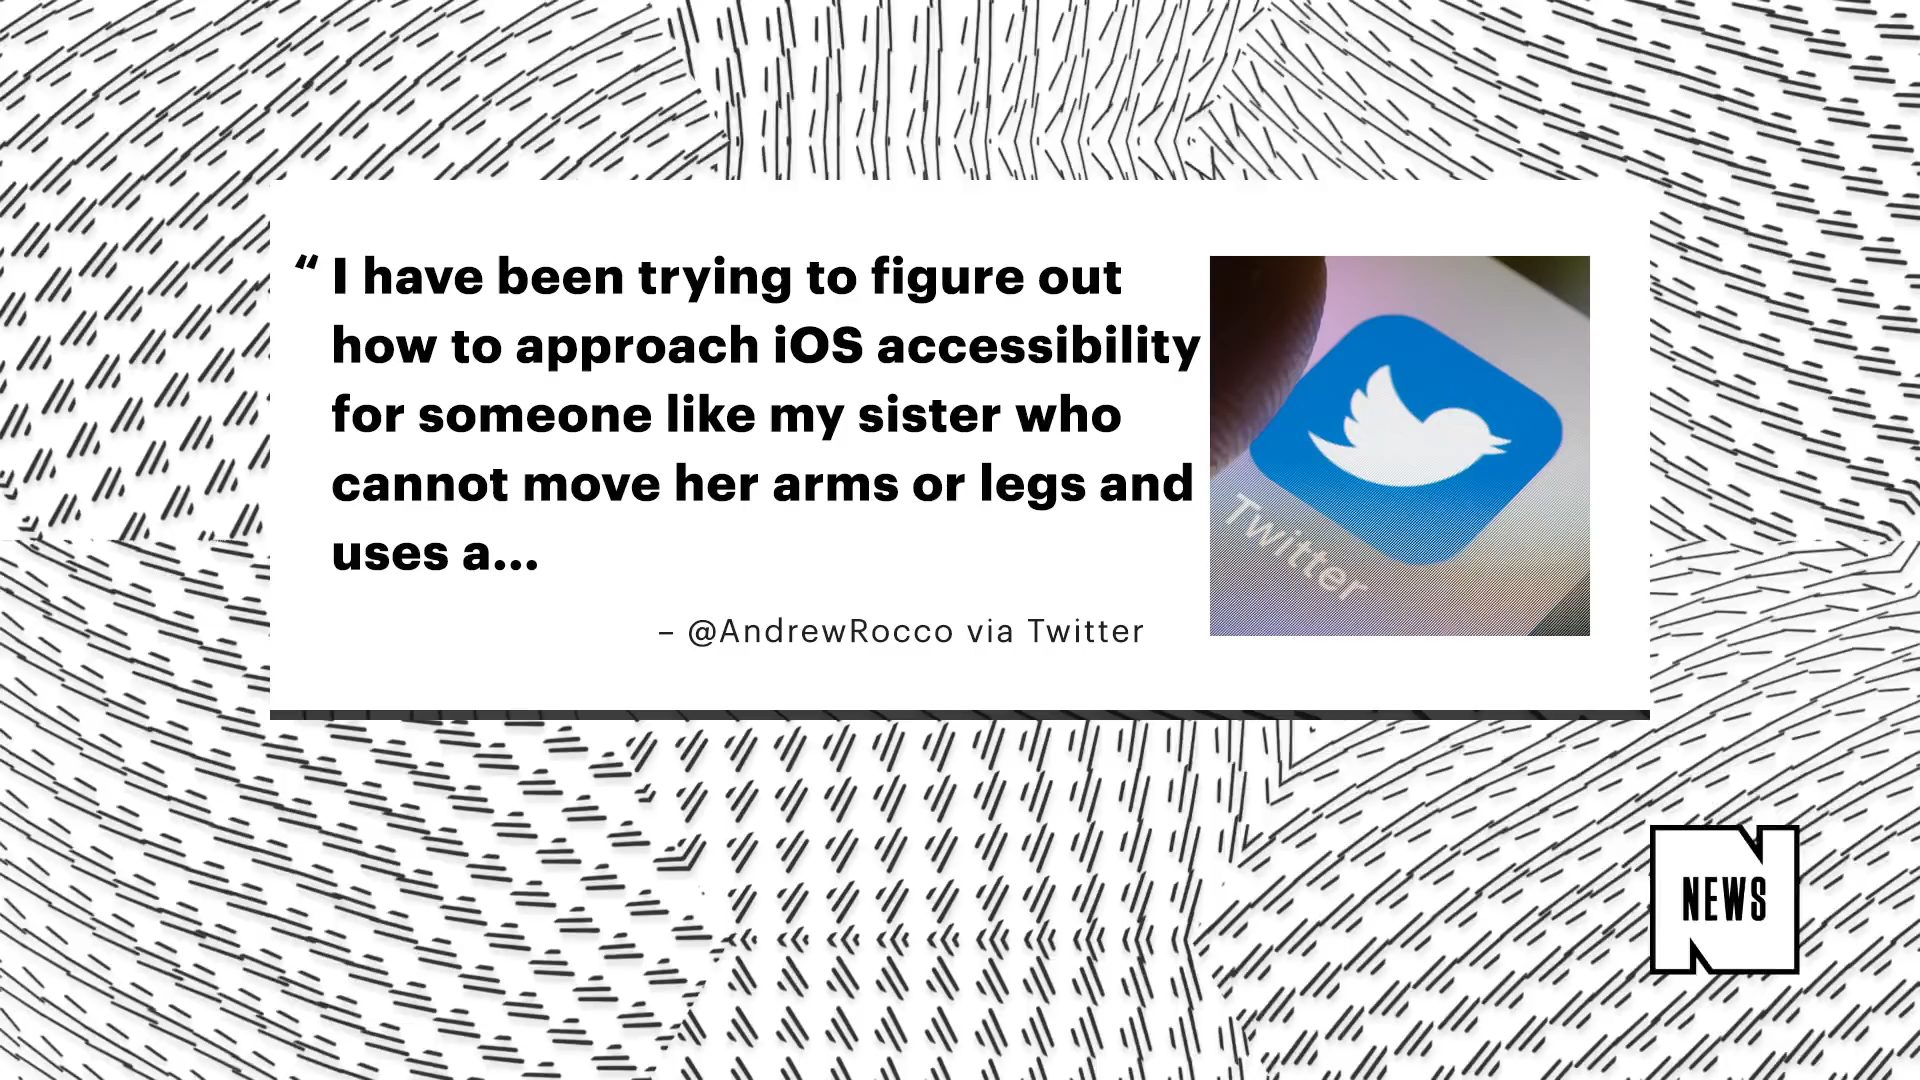 “ I have been trying to figure out
how to approach iOS accessibility
for someone like my sister who
cannot move her arms or legs and
uses a...
– @AndrewRocco via Twitter
Twitter
NEWS